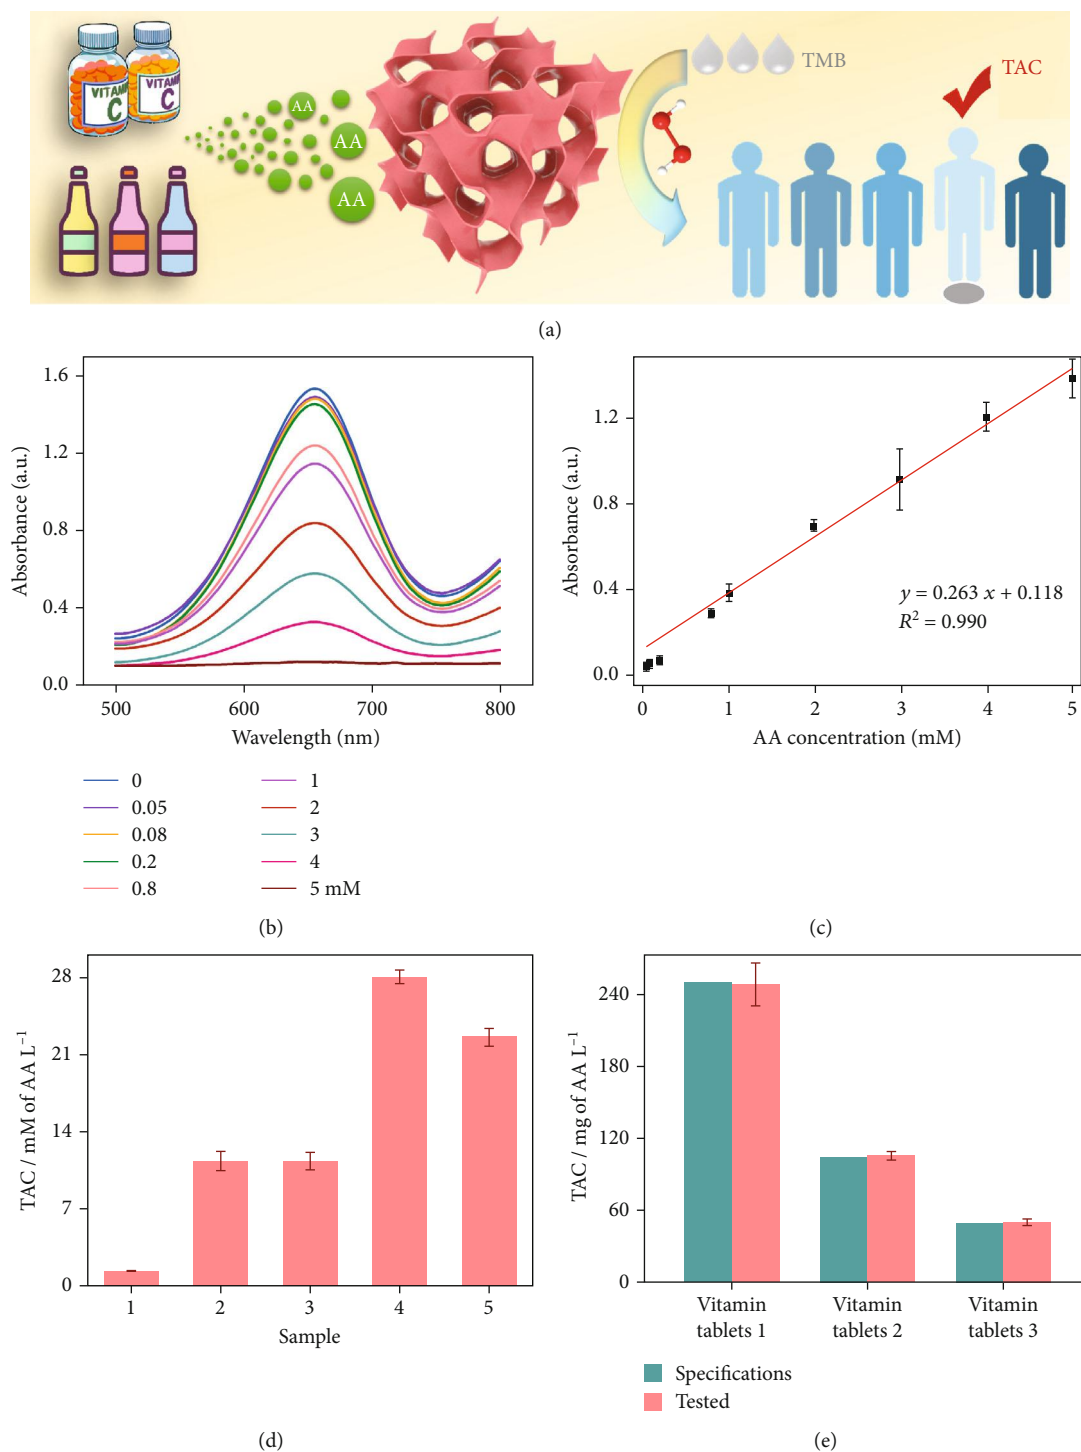 VITAMIN
C
VITAMIN
C
AA
AA
AA
TMB
TAC
(a)
Absorbance (a.u.)
1.6
1.2
0.8
0.4
0.0
500
600
700
800
Wavelength (nm)
0
0.05
0.08
0.2
0.8
1
2
3
4
5 mM
(b)
Absorbance (a.u.)
1.2
0.8
0.4
0.0
y = 0.263 x + 0.118
R² = 0.990
0
1
2
3
4
5
AA concentration (mM)
(c)
TAC / mM of AA L⁻¹
28
21
14
7
0
1
2
3
4
5
Sample
(d)
TAC / mg of AA L⁻¹
240
180
120
60
0
Vitamin
tablets 1
Vitamin
tablets 2
Vitamin
tablets 3
Specifications
Tested
(e)